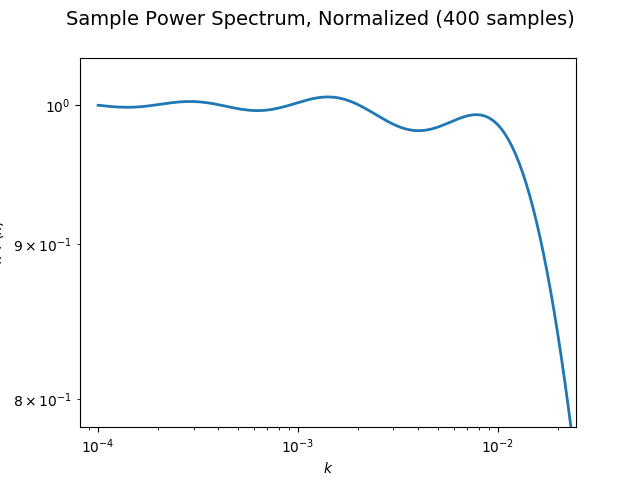 Sample Power Spectrum, Normalized (400 samples)
10⁰
9 × 10⁻¹
8 × 10⁻¹
10⁻⁴
10⁻³
10⁻²
k